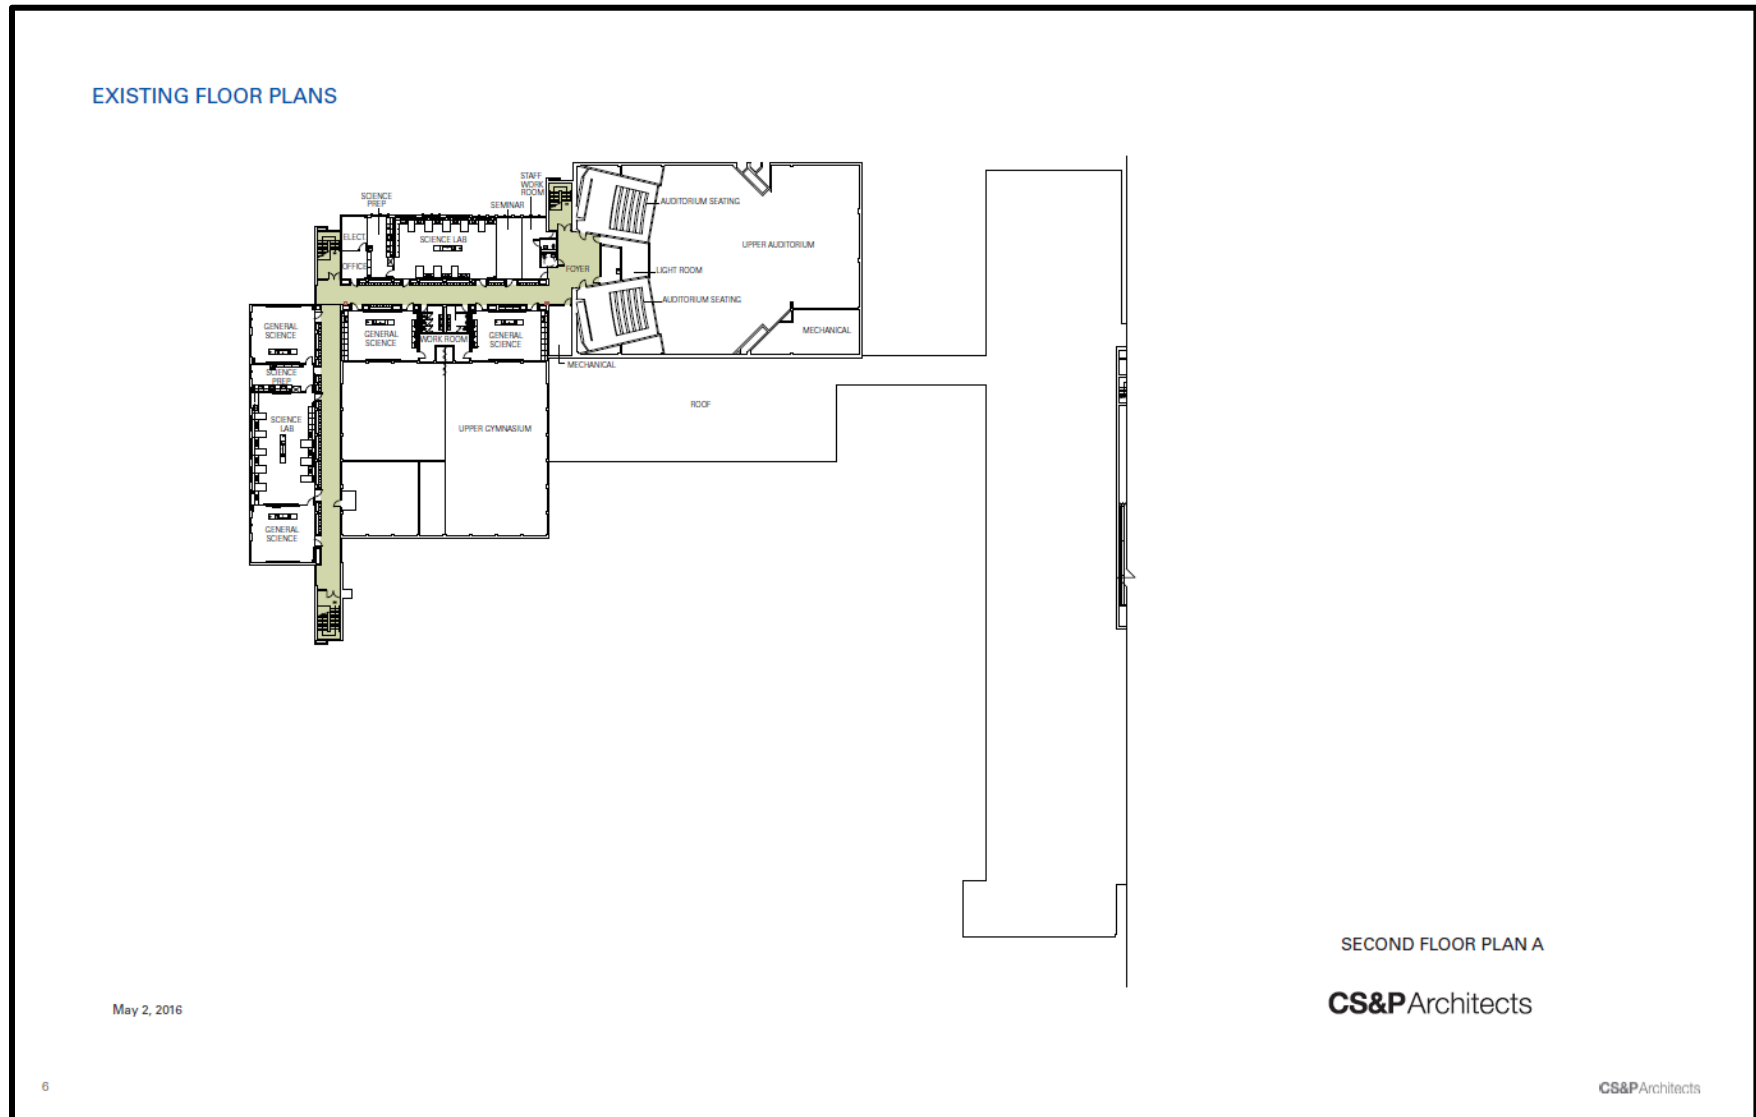 EXISTING FLOOR PLANS
STAFF
WORK
ROOM
SCIENCE
PREP
SEMINAR
AUDITORIUM SEATING
ELECT.
SCIENCE LAB
UPPER AUDITORIUM
OFFICE
FOYER
LIGHT ROOM
AUDITORIUM SEATING
GENERAL
SCIENCE
GENERAL
SCIENCE
WORK ROOM
GENERAL
SCIENCE
MECHANICAL
MECHANICAL
SCIENCE
PREP
ROOF
SCIENCE
LAB
UPPER GYMNASIUM
GENERAL
SCIENCE
SECOND FLOOR PLAN A
CS&P Architects
May 2, 2016
6
CS&P Architects